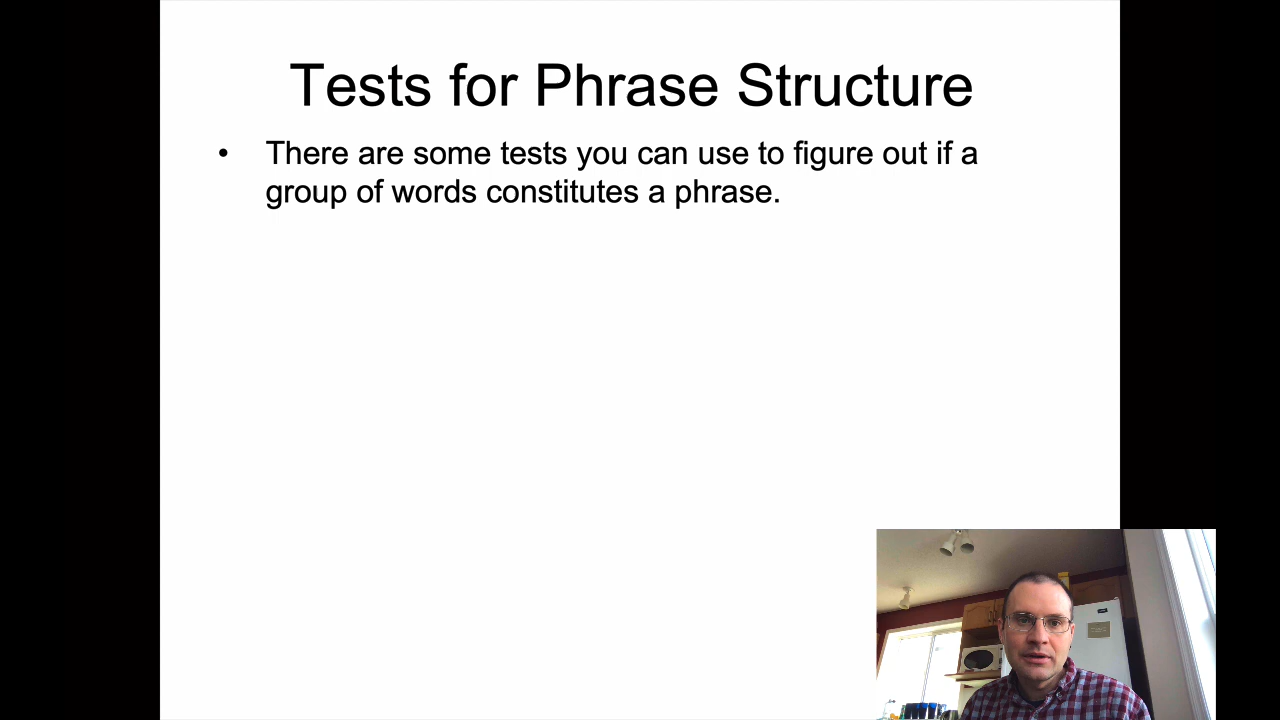 Tests for Phrase Structure
• There are some tests you can use to figure out if a
group of words constitutes a phrase.